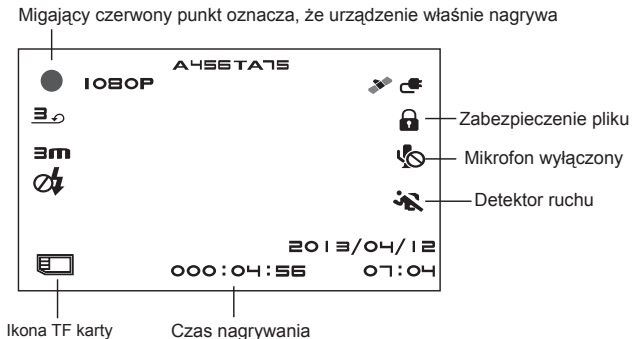 Migający czerwony punkt oznacza, że urządzenie właśnie nagrywa
A456TA75
1080P
3
Zabezpieczenie pliku
3m
Mikrofon wyłączony
Detektor ruchu
2013/04/12
000:04:56
07:04
Ikona TF karty
Czas nagrywania